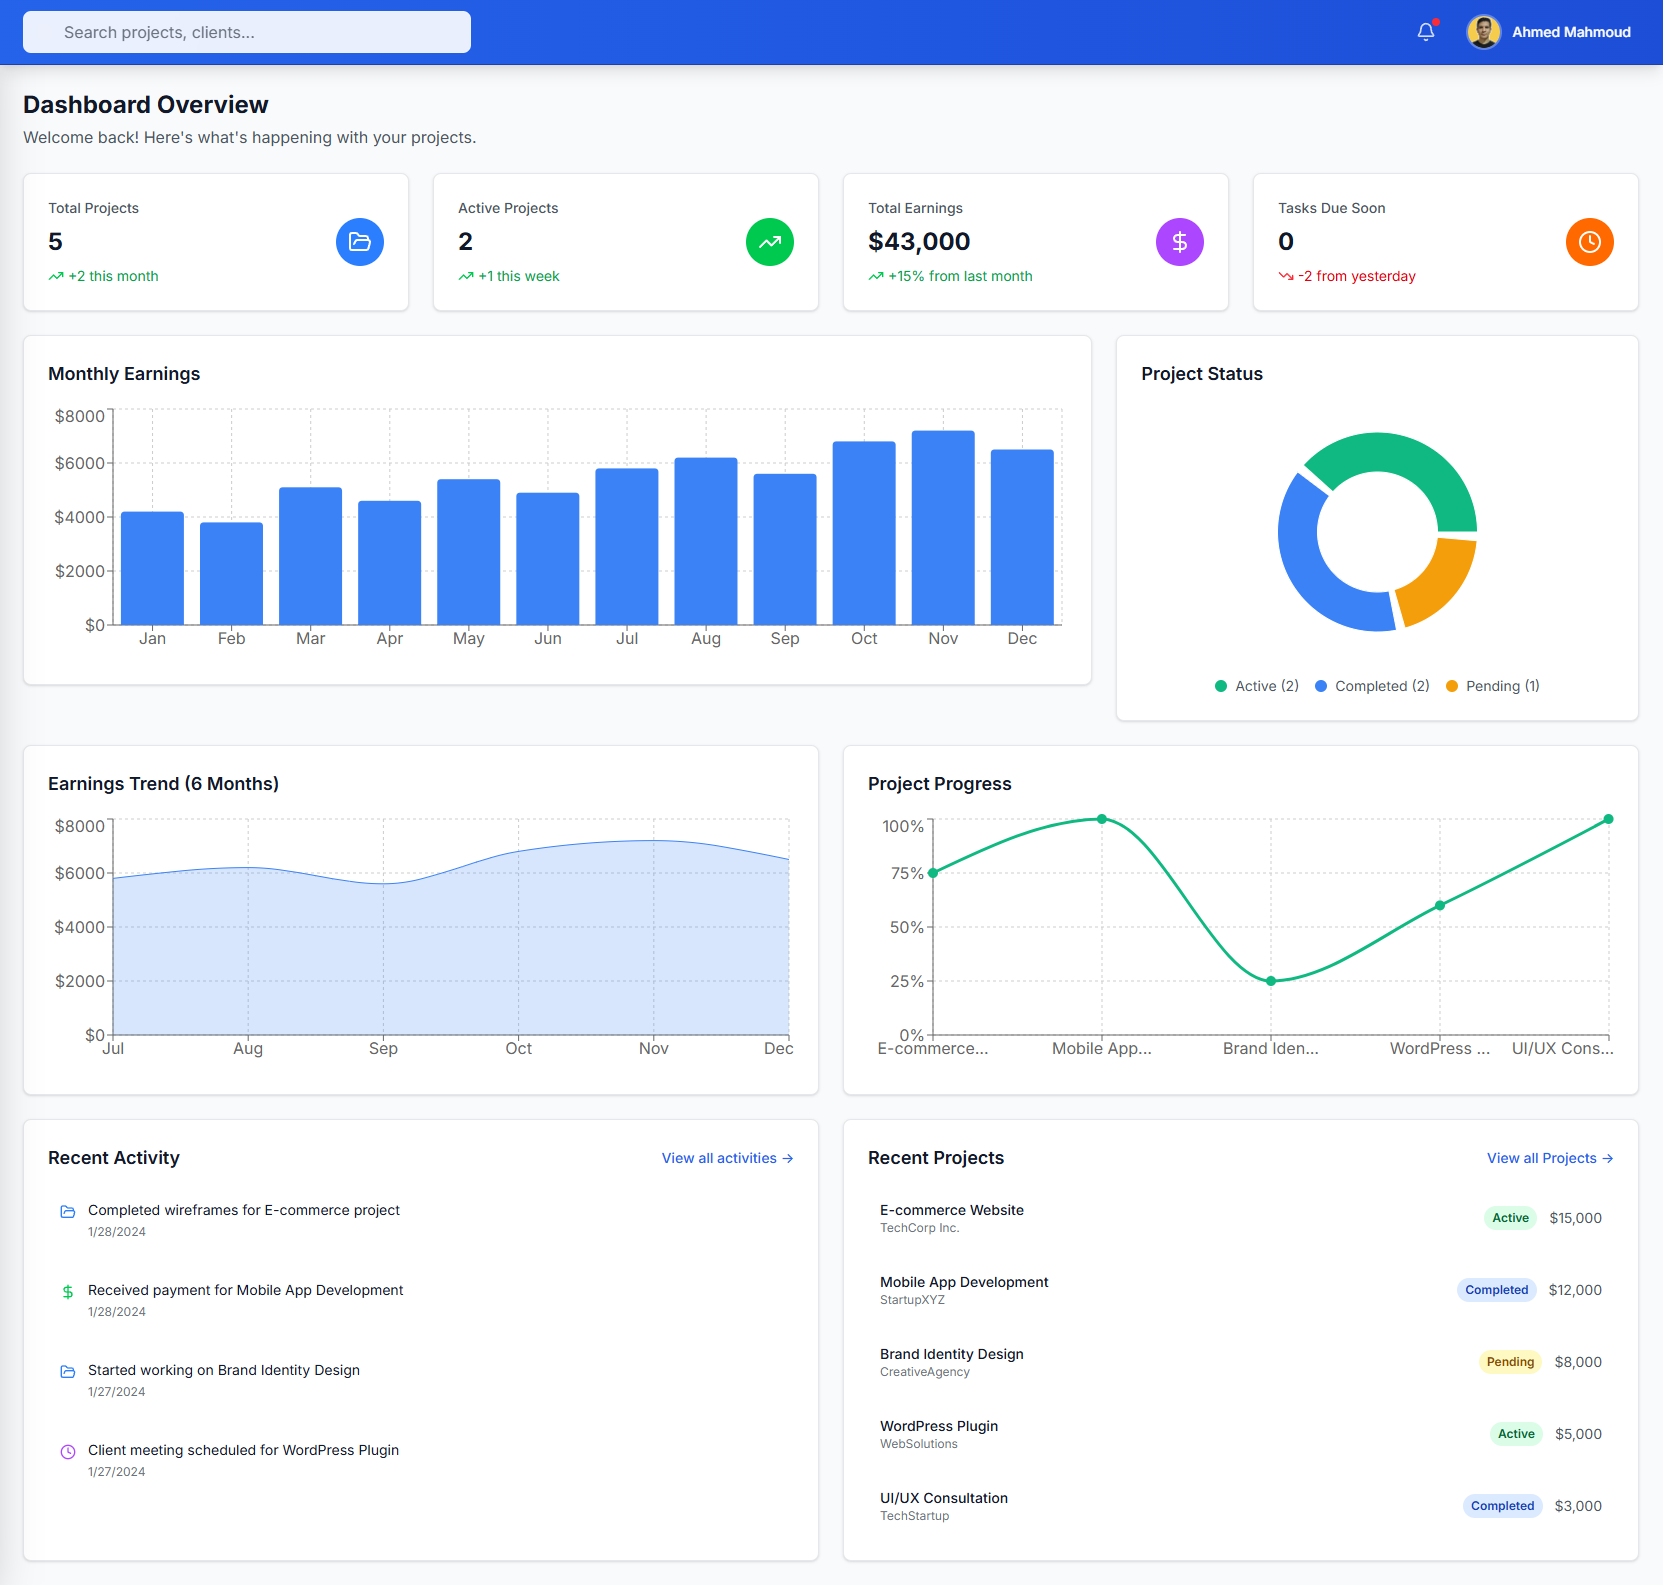 Search projects, clients...
Ahmed Mahmoud
Dashboard Overview
Welcome back! Here's what's happening with your projects.
Total Projects
5
+2 this month
Active Projects
2
+1 this week
Total Earnings
$43,000
+15% from last month
Tasks Due Soon
0
-2 from yesterday
Monthly Earnings
$8000
$6000
$4000
$2000
$0
Jan Feb Mar Apr May Jun Jul Aug Sep Oct Nov Dec
Project Status
Active (2) Completed (2) Pending (1)
Earnings Trend (6 Months)
$8000
$6000
$4000
$2000
$0
Jul Aug Sep Oct Nov Dec
Project Progress
100%
75%
50%
25%
0%
E-commerce... Mobile App... Brand Iden... WordPress ... UI/UX Cons...
Recent Activity
View all activities →
Completed wireframes for E-commerce project
1/28/2024
Received payment for Mobile App Development
1/28/2024
Started working on Brand Identity Design
1/27/2024
Client meeting scheduled for WordPress Plugin
1/27/2024
Recent Projects
View all Projects →
E-commerce Website
TechCorp Inc.
Active $15,000
Mobile App Development
StartupXYZ
Completed $12,000
Brand Identity Design
CreativeAgency
Pending $8,000
WordPress Plugin
WebSolutions
Active $5,000
UI/UX Consultation
TechStartup
Completed $3,000